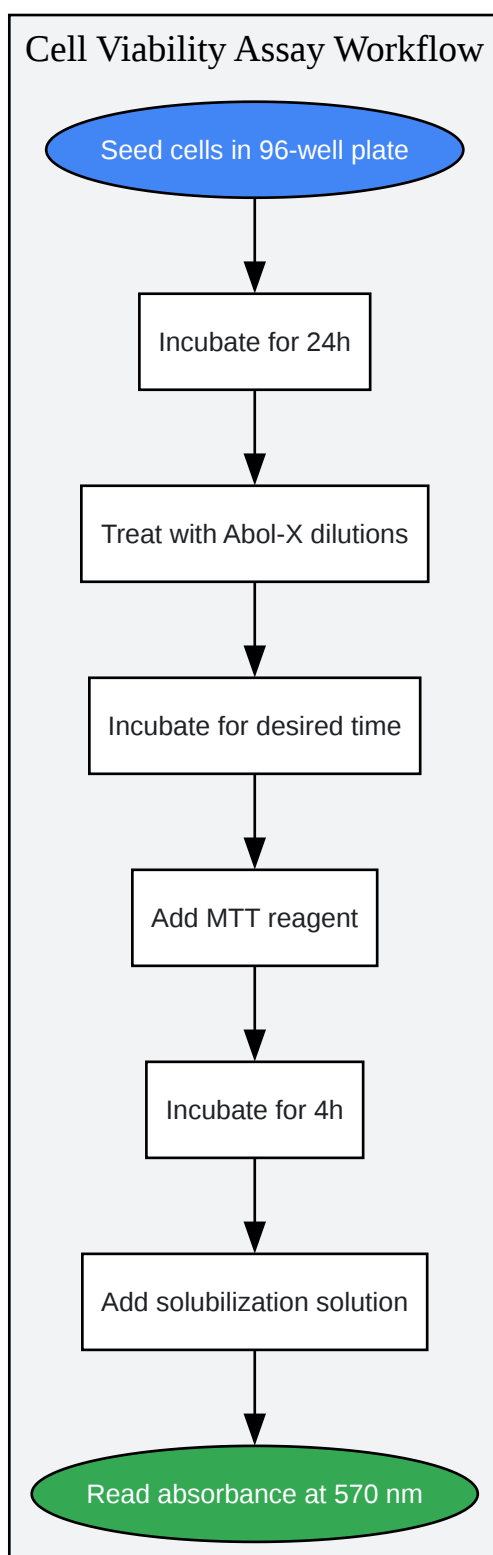 Cell Viability Assay Workflow
Seed cells in 96-well plate
Incubate for 24h
Treat with Abol-X dilutions
Incubate for desired time
Add MTT reagent
Incubate for 4h
Add solubilization solution
Read absorbance at 570 nm